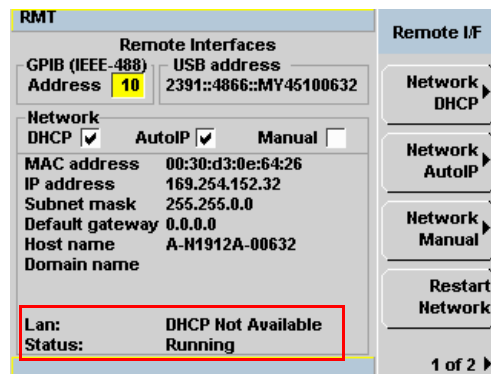 RMT
Remote Interfaces
GPIB (IEEE-488) USB address
Address 10 2391::4866::MY45100632
Network
DHCP AutoIP Manual
MAC address 00:30:d3:0e:64:26
IP address 169.254.152.32
Subnet mask 255.255.0.0
Default gateway 0.0.0.0
Host name A-N1912A-00632
Domain name
Lan: DHCP Not Available
Status: Running
Remote I/F
Network
DHCP
Network
AutoIP
Network
Manual
Restart
Network
1 of 2